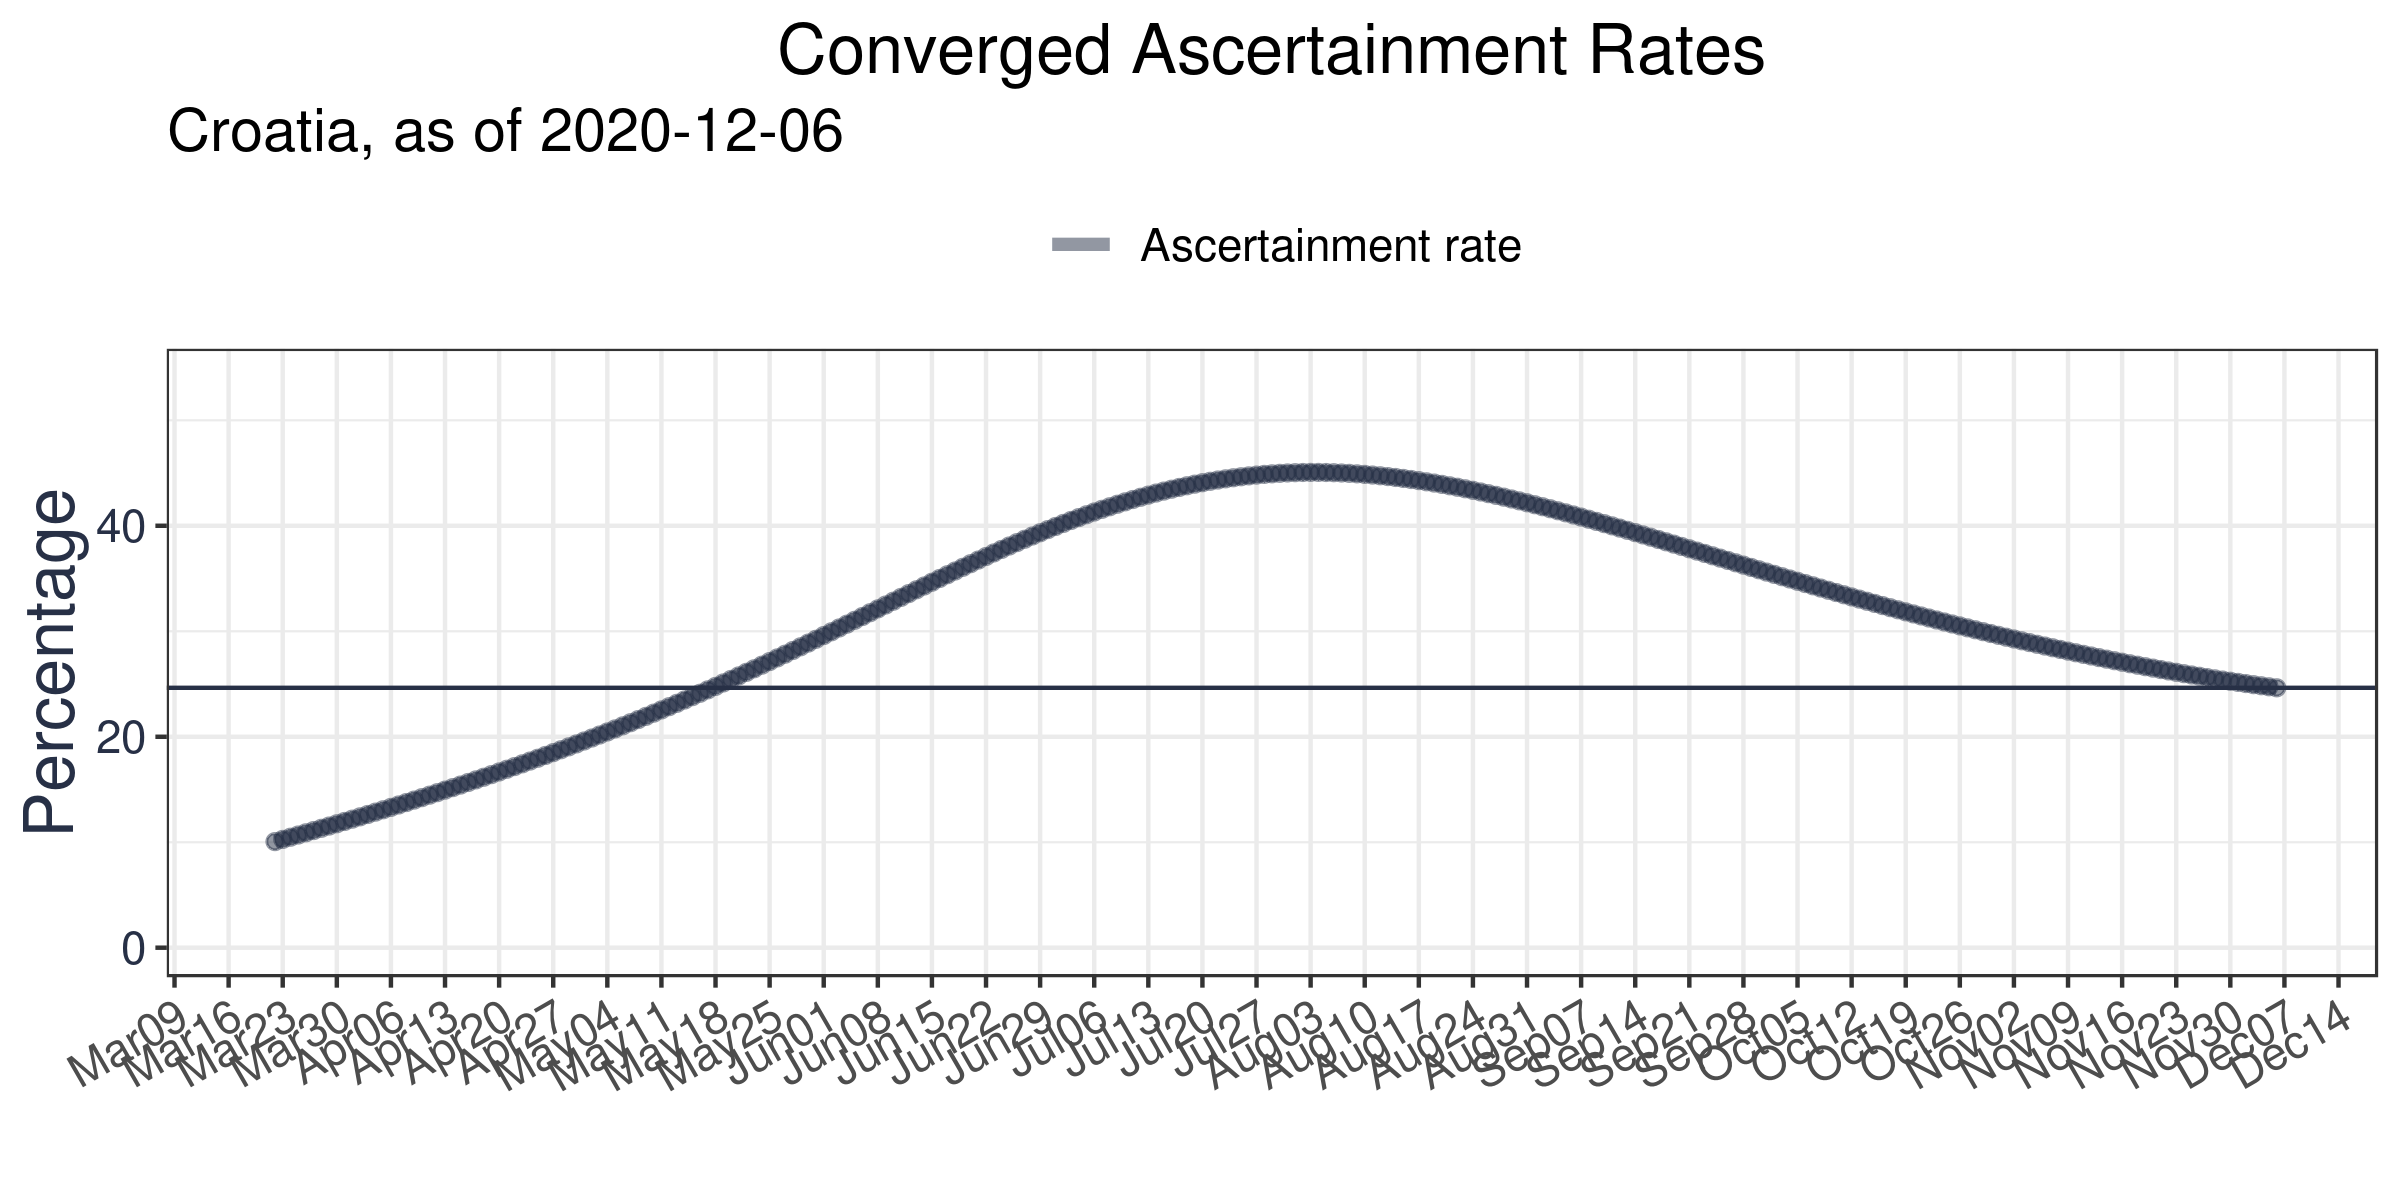 Converged Ascertainment Rates
Croatia, as of 2020-12-06
Ascertainment rate
Percentage
40
20
0
Mar09
Mar16
Mar23
Mar30
Apr06
Apr13
Apr20
Apr27
May04
May11
May18
May25
Jun01
Jun08
Jun15
Jun22
Jun29
Jul06
Jul13
Jul20
Jul27
Aug03
Aug10
Aug17
Aug24
Aug31
Sep07
Sep14
Sep21
Sep28
Oct05
Oct12
Oct19
Oct26
Nov02
Nov09
Nov16
Nov23
Nov30
Dec07
Dec14